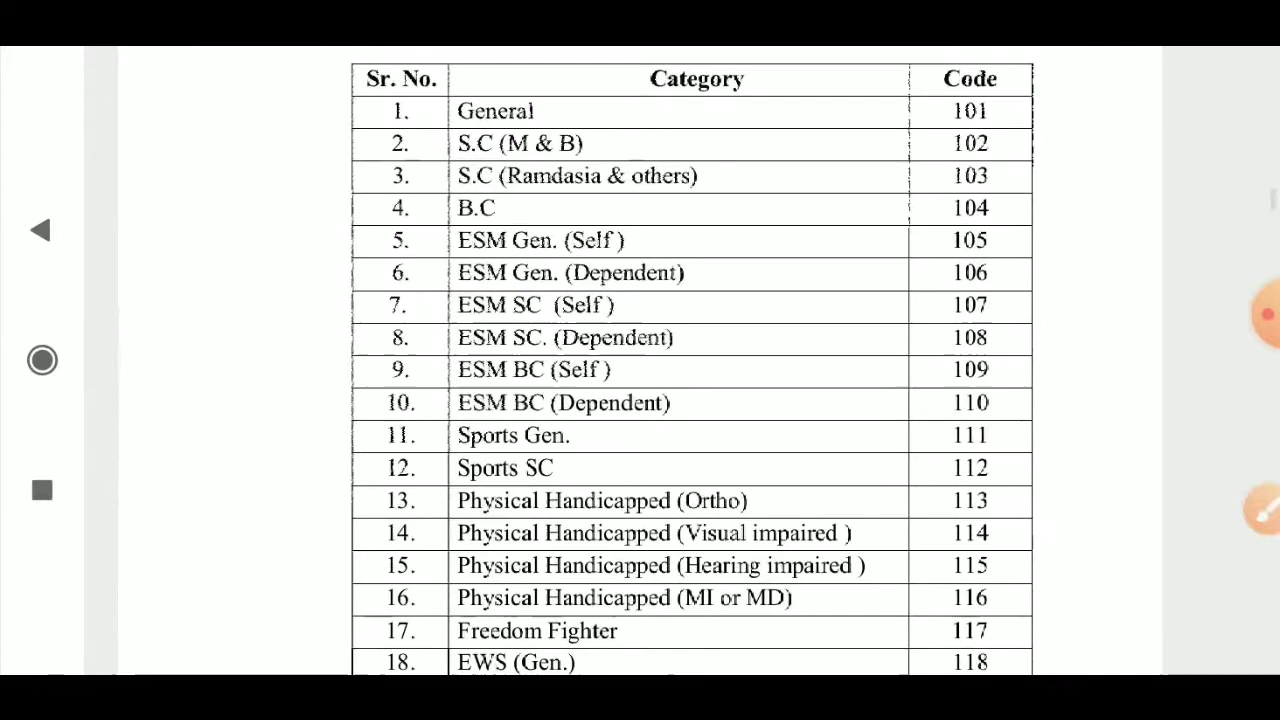 Sr. No. Category Code
1. General 101
2. S.C (M & B) 102
3. S.C (Ramdasia & others) 103
4. B.C 104
5. ESM Gen. (Self ) 105
6. ESM Gen. (Dependent) 106
7. ESM SC (Self ) 107
8. ESM SC. (Dependent) 108
9. ESM BC (Self ) 109
10. ESM BC (Dependent) 110
11. Sports Gen. 111
12. Sports SC 112
13. Physical Handicapped (Ortho) 113
14. Physical Handicapped (Visual impaired ) 114
15. Physical Handicapped (Hearing impaired ) 115
16. Physical Handicapped (MI or MD) 116
17. Freedom Fighter 117
18. EWS (Gen.) 118